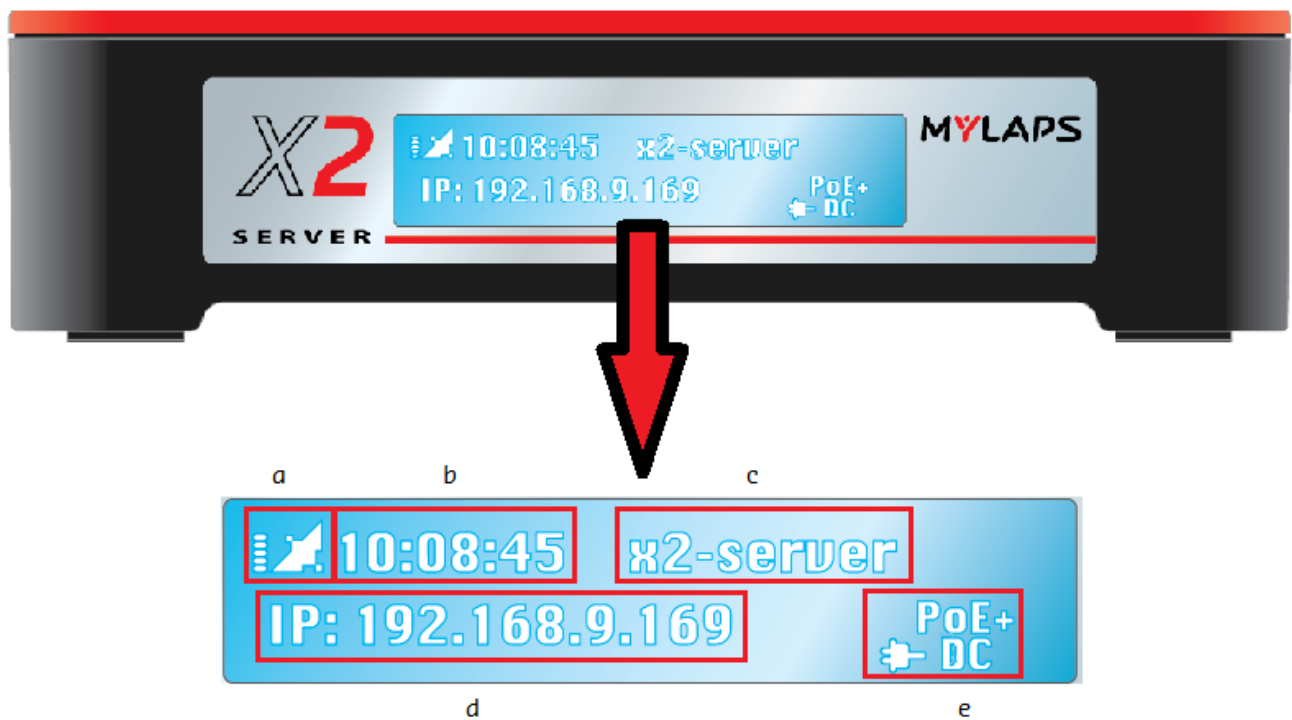 X2
SERVER
10:08:45 x2-server
IP: 192.168.9.169
PoE+
DC
MYLAPS
a b c
10:08:45 x2-server
IP: 192.168.9.169
PoE+
DC
d e